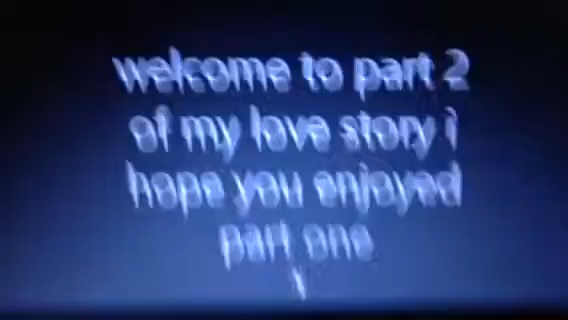 welcome to part 2
of my love story i
hope you enjoyed
part one